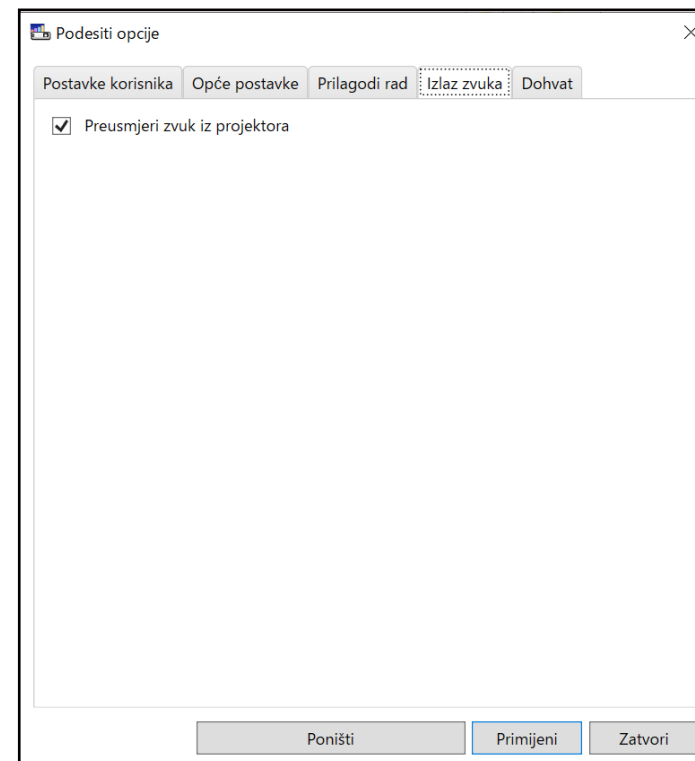 Podesiti opcije
Postavke korisnika Opće postavke Prilagodi rad Izlaz zvuka Dohvat
Preusmjeri zvuk iz projektora
Poništi Primijeni Zatvori